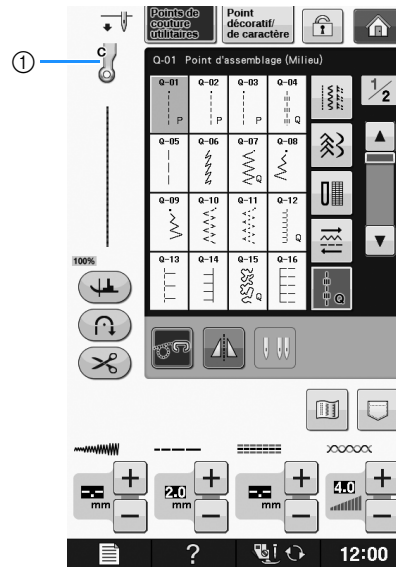 Points de couture utilitaires
Point décoratif/ de caractère
C
①
Q-01 Point d'assemblage (Milieu)
Q-01 Q-02 Q-03 Q-04
P P P Q
1/2
Q-05 Q-06 Q-07 Q-08
Q
Q-09 Q-10 Q-11 Q-12
Q
100%
Q-13 Q-14 Q-15 Q-16
Q
Q
-.- 2.0 -.- 4.0
mm mm mm
+ + + +
− − − −
? 12:00